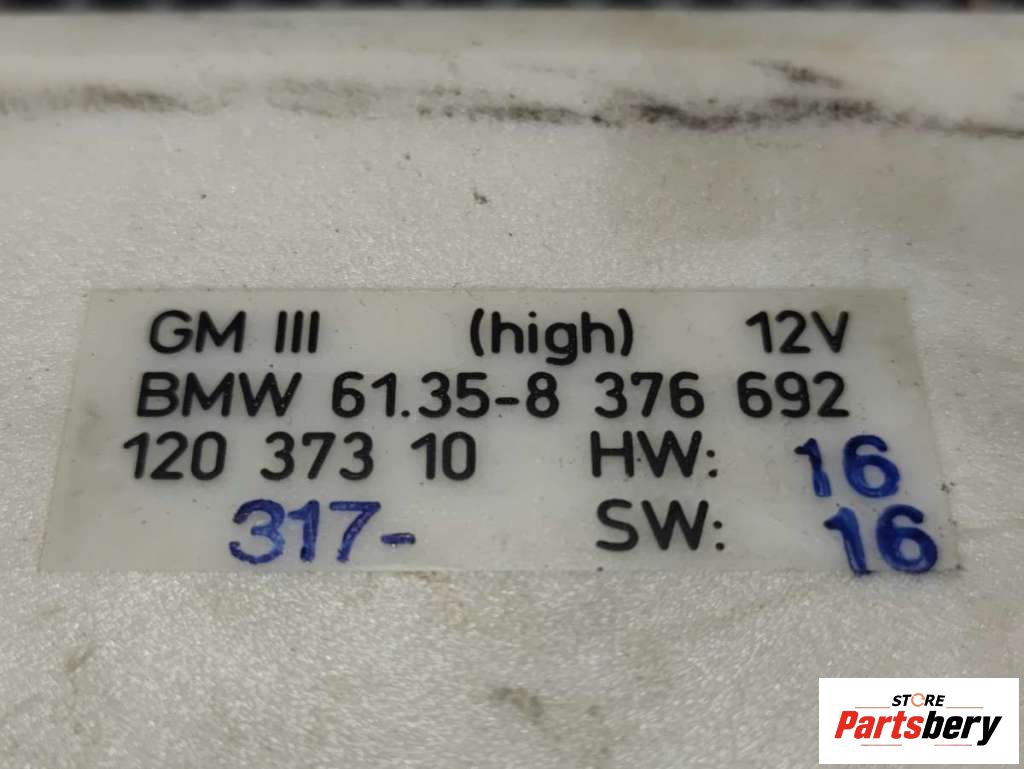 GM III (high) 12V
BMW 61.35-8 376 692
120 373 10 HW: 16
317- SW: 16
STORE
Partsbery